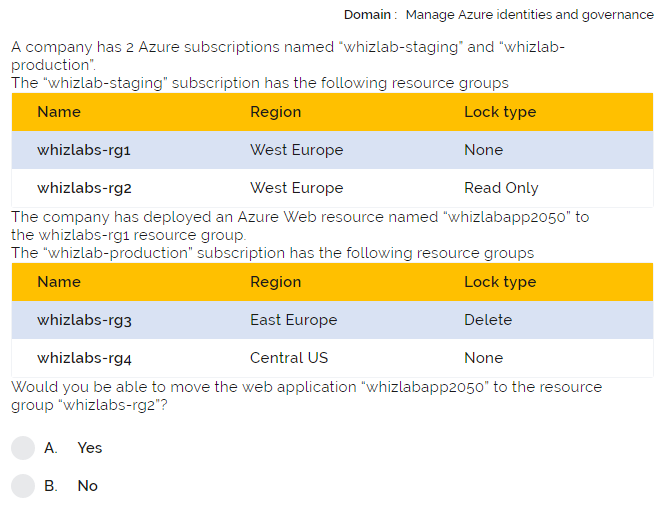 Domain : Manage Azure identities and governance
A company has 2 Azure subscriptions named “whizlab-staging” and “whizlab-
production”.
The “whizlab-staging” subscription has the following resource groups
Name Region Lock type
whizlabs-rg1 West Europe None
whizlabs-rg2 West Europe Read Only
The company has deployed an Azure Web resource named “whizlabapp2050” to
the whizlabs-rg1 resource group.
The “whizlab-production” subscription has the following resource groups
Name Region Lock type
whizlabs-rg3 East Europe Delete
whizlabs-rg4 Central US None
Would you be able to move the web application “whizlabapp2050” to the resource
group “whizlabs-rg2”?
A. Yes
B. No